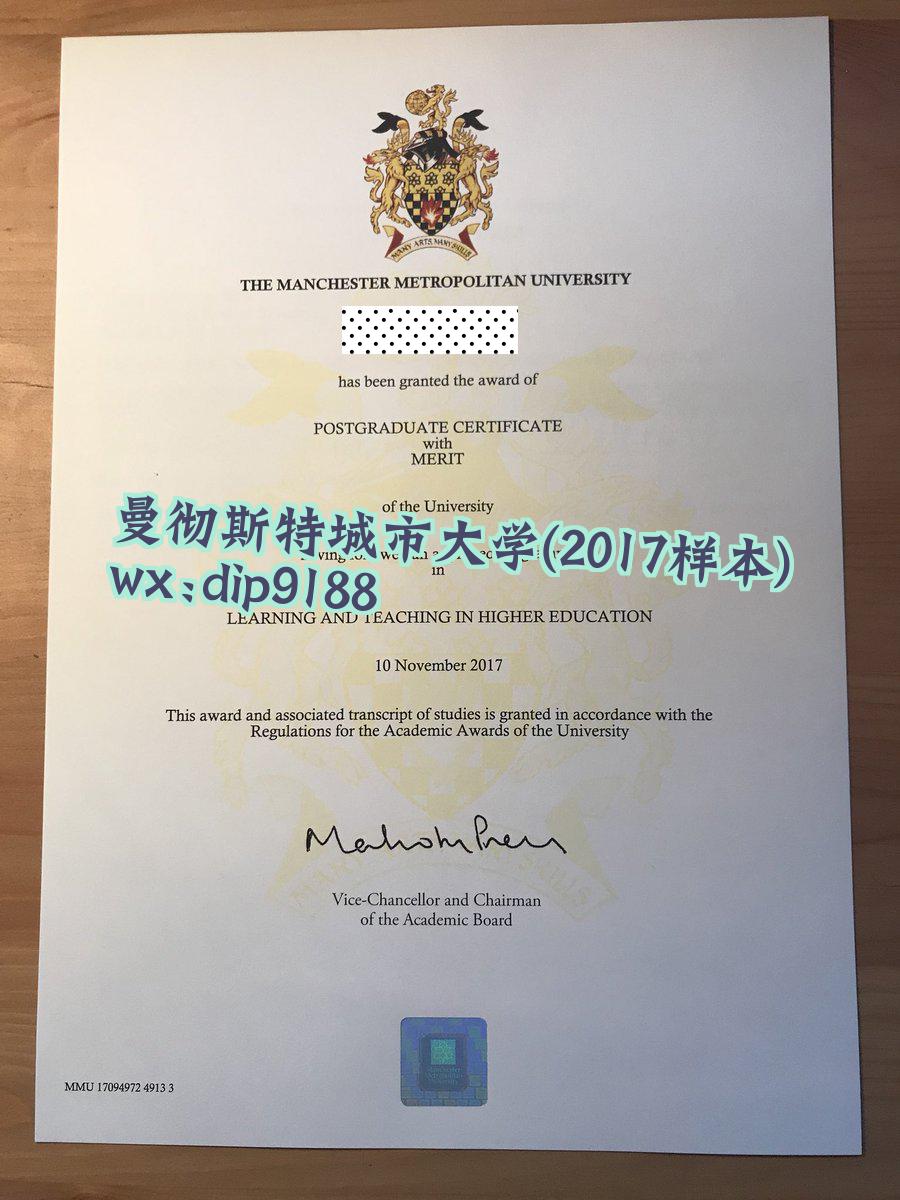 MANY ARTS, MANY SKILLS
THE MANCHESTER METROPOLITAN UNIVERSITY
has been granted the award of
POSTGRADUATE CERTIFICATE
with
MERIT
of the University
曼彻斯特城市大学(2017样本)
in
wx:dip9188
LEARNING AND TEACHING IN HIGHER EDUCATION
10 November 2017
This award and associated transcript of studies is granted in accordance with the
Regulations for the Academic Awards of the University
Vice-Chancellor and Chairman
of the Academic Board
Manchester
Metropolitan
University
MMU 17094972 4913 3